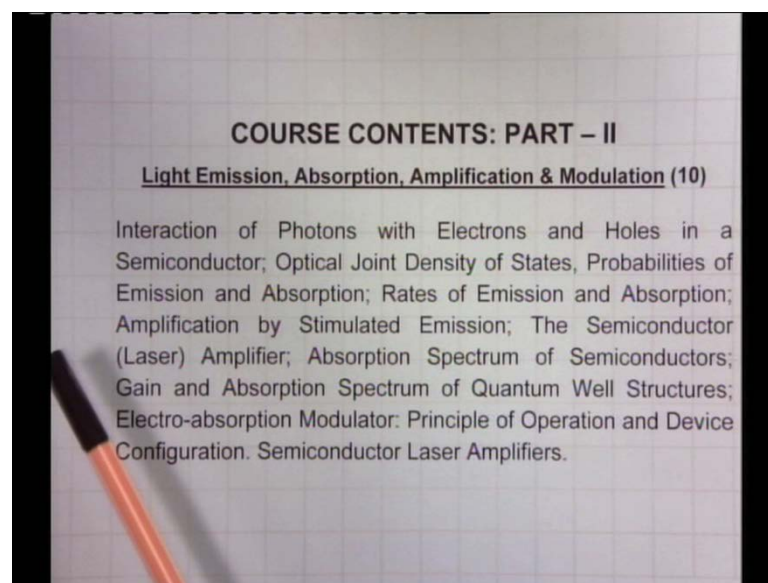 COURSE CONTENTS: PART – II
Light Emission, Absorption, Amplification & Modulation (10)
Interaction of Photons with Electrons and Holes in a
Semiconductor; Optical Joint Density of States, Probabilities of
Emission and Absorption; Rates of Emission and Absorption;
Amplification by Stimulated Emission; The Semiconductor
(Laser) Amplifier; Absorption Spectrum of Semiconductors;
Gain and Absorption Spectrum of Quantum Well Structures;
Electro-absorption Modulator: Principle of Operation and Device
Configuration. Semiconductor Laser Amplifiers.